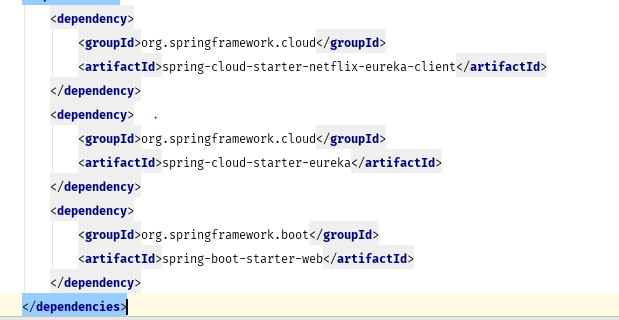 <dependency>
<groupId>org.springframework.cloud</groupId>
<artifactId>spring-cloud-starter-netflix-eureka-client</artifactId>
</dependency>
<dependency> .
<groupId>org.springframework.cloud</groupId>
<artifactId>spring-cloud-starter-eureka</artifactId>
</dependency>
<dependency>
<groupId>org.springframework.boot</groupId>
<artifactId>spring-boot-starter-web</artifactId>
</dependency>
</dependencies>